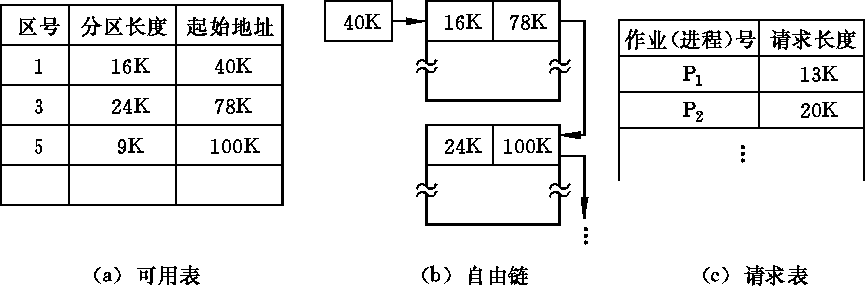 区号 分区长度 起始地址
1 16K 40K
3 24K 78K
5 9K 100K
(a) 可用表
40K 16K 78K
24K 100K
(b) 自由链
作业(进程)号 请求长度
P₁ 13K
P₂ 20K
⋮
(c) 请求表